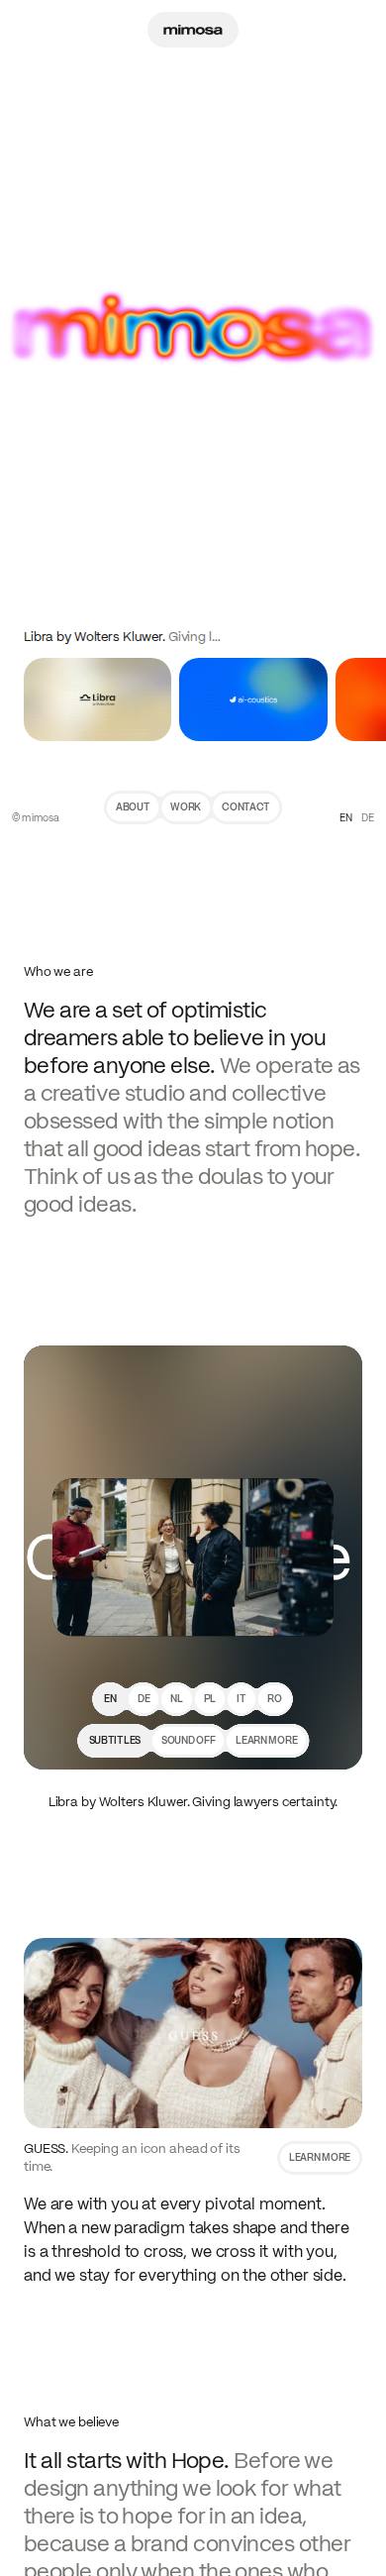 mimosa
mimosa
Libra by Wolters Kluwer. Giving l...
Libra
ai-coustics
ABOUT WORK CONTACT
© mimosa
EN DE
Who we are
We are a set of optimistic
dreamers able to believe in you
before anyone else. We operate as
a creative studio and collective
obsessed with the simple notion
that all good ideas start from hope.
Think of us as the doulas to your
good ideas.
EN DE NL PL IT RO
SUBTITLES SOUND OFF LEARN MORE
Libra by Wolters Kluwer. Giving lawyers certainty.
GUESS
GUESS. Keeping an icon ahead of its
time.
LEARN MORE
We are with you at every pivotal moment.
When a new paradigm takes shape and there
is a threshold to cross, we cross it with you,
and we stay for everything on the other side.
What we believe
It all starts with Hope. Before we
design anything we look for what
there is to hope for in an idea,
because a brand convinces other
people only when the ones who